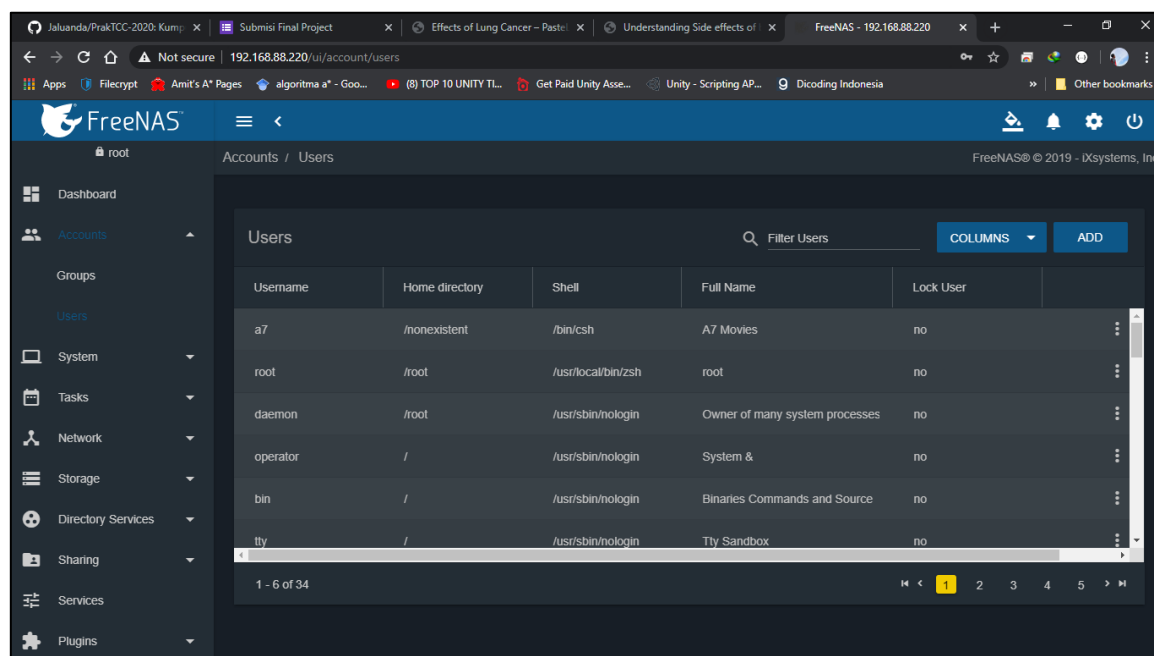 Jaluanda/PrakTCC-2020: Kump
Submisi Final Project
Effects of Lung Cancer – Paste
Understanding Side effects of
FreeNAS - 192.168.88.220
Not secure 192.168.88.220/ui/account/users
Apps Filecrypt Amit's A* Pages algoritma a* - Goo... (8) TOP 10 UNITY TI... Get Paid Unity Asse... Unity - Scripting AP... Dicoding Indonesia » Other bookmarks
FreeNAS
root
Accounts / Users
FreeNAS® © 2019 - iXsystems, In
Dashboard
Accounts
Groups
Users
System
Tasks
Network
Storage
Directory Services
Sharing
Services
Plugins
Users
Filter Users
COLUMNS
ADD
Username Home directory Shell Full Name Lock User
a7 /nonexistent /bin/csh A7 Movies no
root /root /usr/local/bin/zsh root no
daemon /root /usr/sbin/nologin Owner of many system processes no
operator / /usr/sbin/nologin System & no
bin / /usr/sbin/nologin Binaries Commands and Source no
tty / /usr/sbin/nologin Tty Sandbox no
1 - 6 of 34
1 2 3 4 5